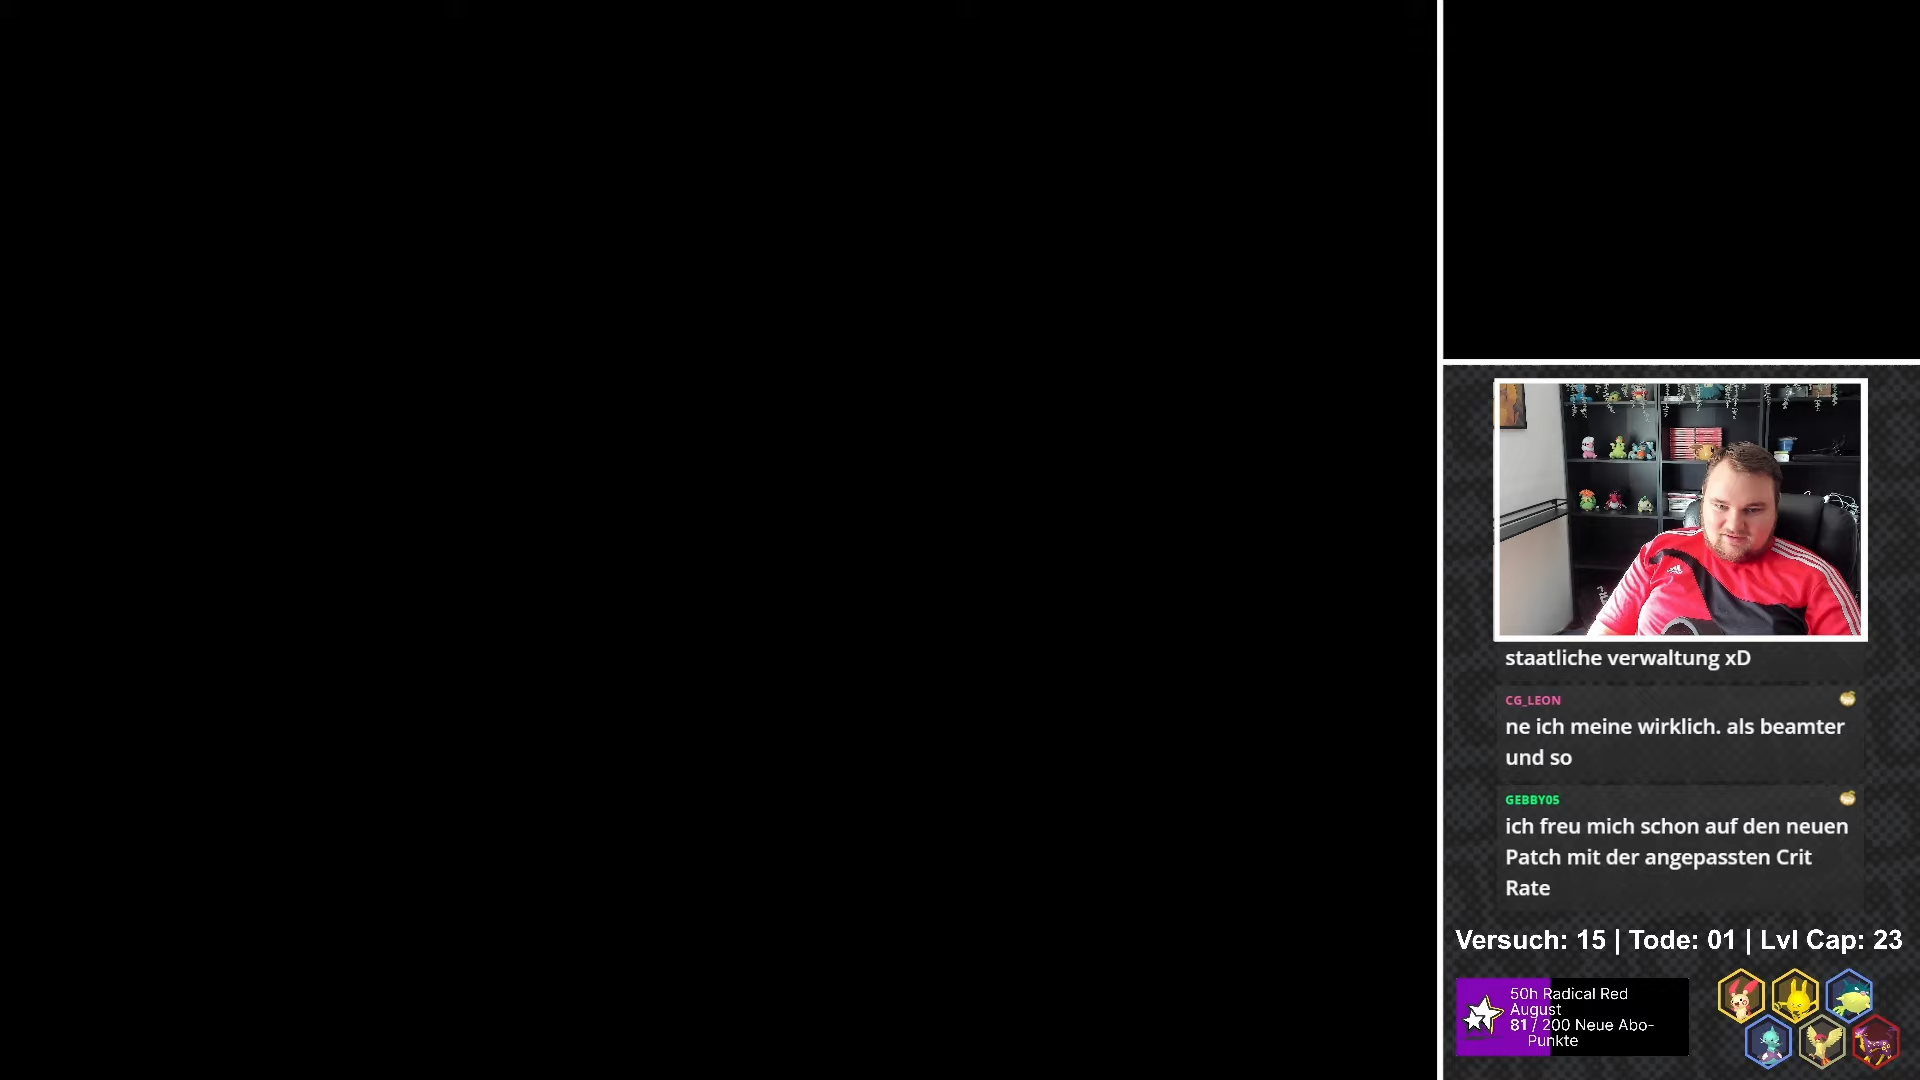 staatliche verwaltung xD
CG_LEON
ne ich meine wirklich. als beamter
und so
GEBBY05
ich freu mich schon auf den neuen
Patch mit der angepassten Crit
Rate
Versuch: 15 | Tode: 01 | Lvl Cap: 23
50h Radical Red
August
81 / 200 Neue Abo-
Punkte